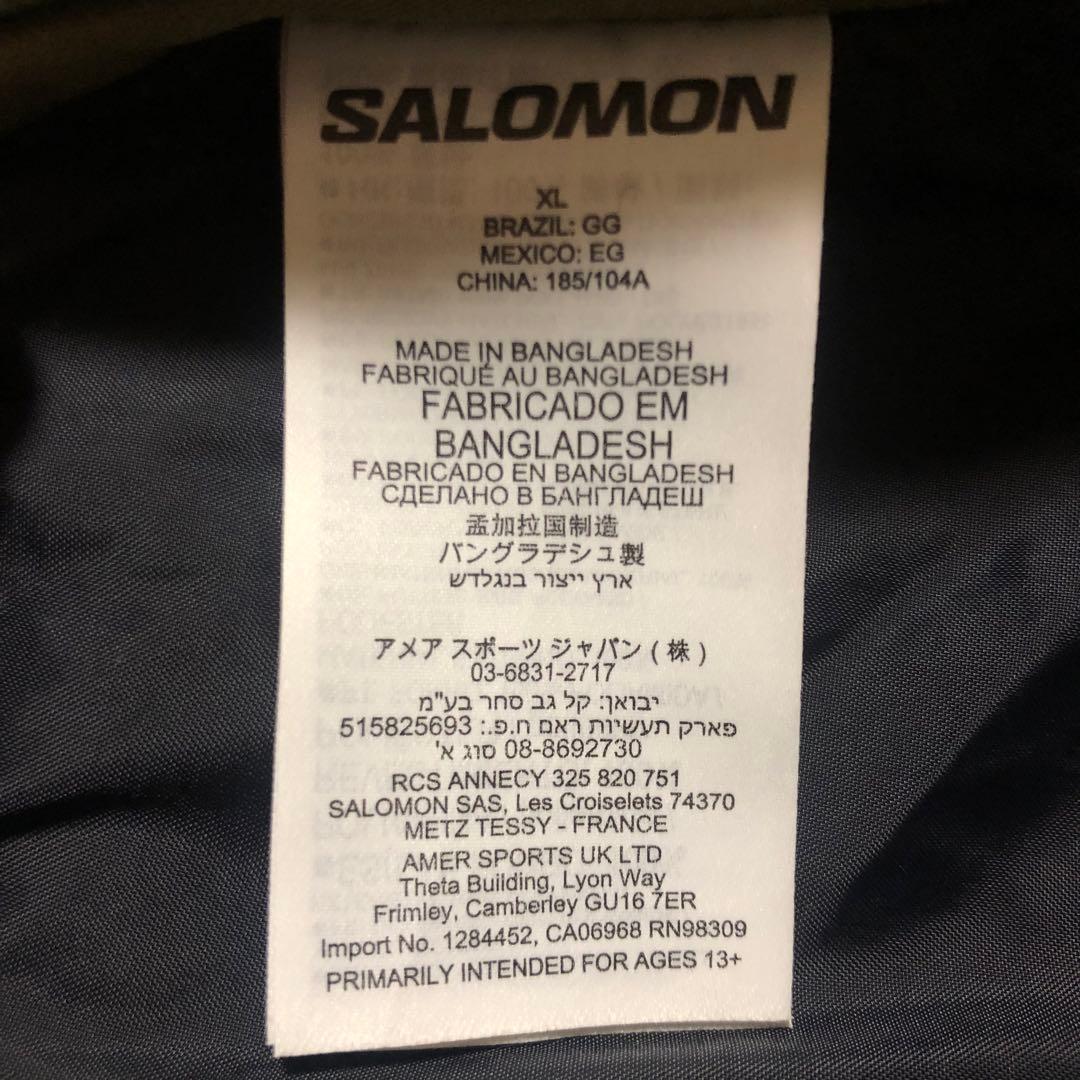 SALOMON
XL
BRAZIL: GG
MEXICO: EG
CHINA: 185/104A
MADE IN BANGLADESH
FABRIQUÉ AU BANGLADESH
FABRICADO EM
BANGLADESH
FABRICADO EN BANGLADESH
СДЕЛАНО В БАНГЛАДЕШ
孟加拉国制造
バングラデシュ製
ארץ ייצור בנגלדש
アメア スポーツ ジャパン ( 株 )
03-6831-2717
יבואן: קל גב סחר בע"מ
פארק תעשיות ראם ח.פ.: 515825693
08-8692730 סוג א'
RCS ANNECY 325 820 751
SALOMON SAS, Les Croiselets 74370
METZ TESSY - FRANCE
AMER SPORTS UK LTD
Theta Building, Lyon Way
Frimley, Camberley GU16 7ER
Import No. 1284452, CA06968 RN98309
PRIMARILY INTENDED FOR AGES 13+